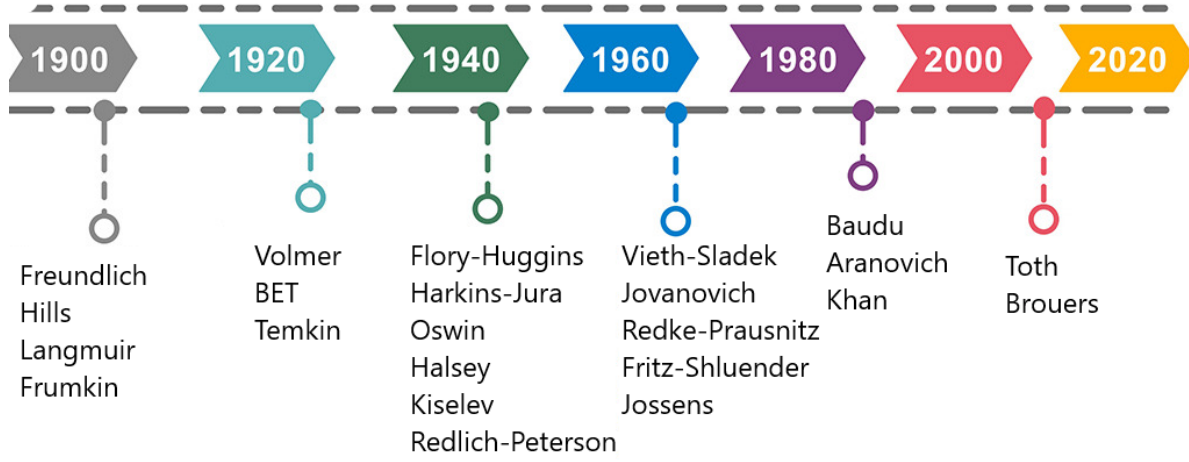 1900
1920
1940
1960
1980
2000
2020
Freundlich
Hills
Langmuir
Frumkin
Volmer
BET
Temkin
Flory-Huggins
Harkins-Jura
Oswin
Halsey
Kiselev
Redlich-Peterson
Vieth-Sladek
Jovanovich
Redke-Prausnitz
Fritz-Shluender
Jossens
Baudu
Aranovich
Khan
Toth
Brouers